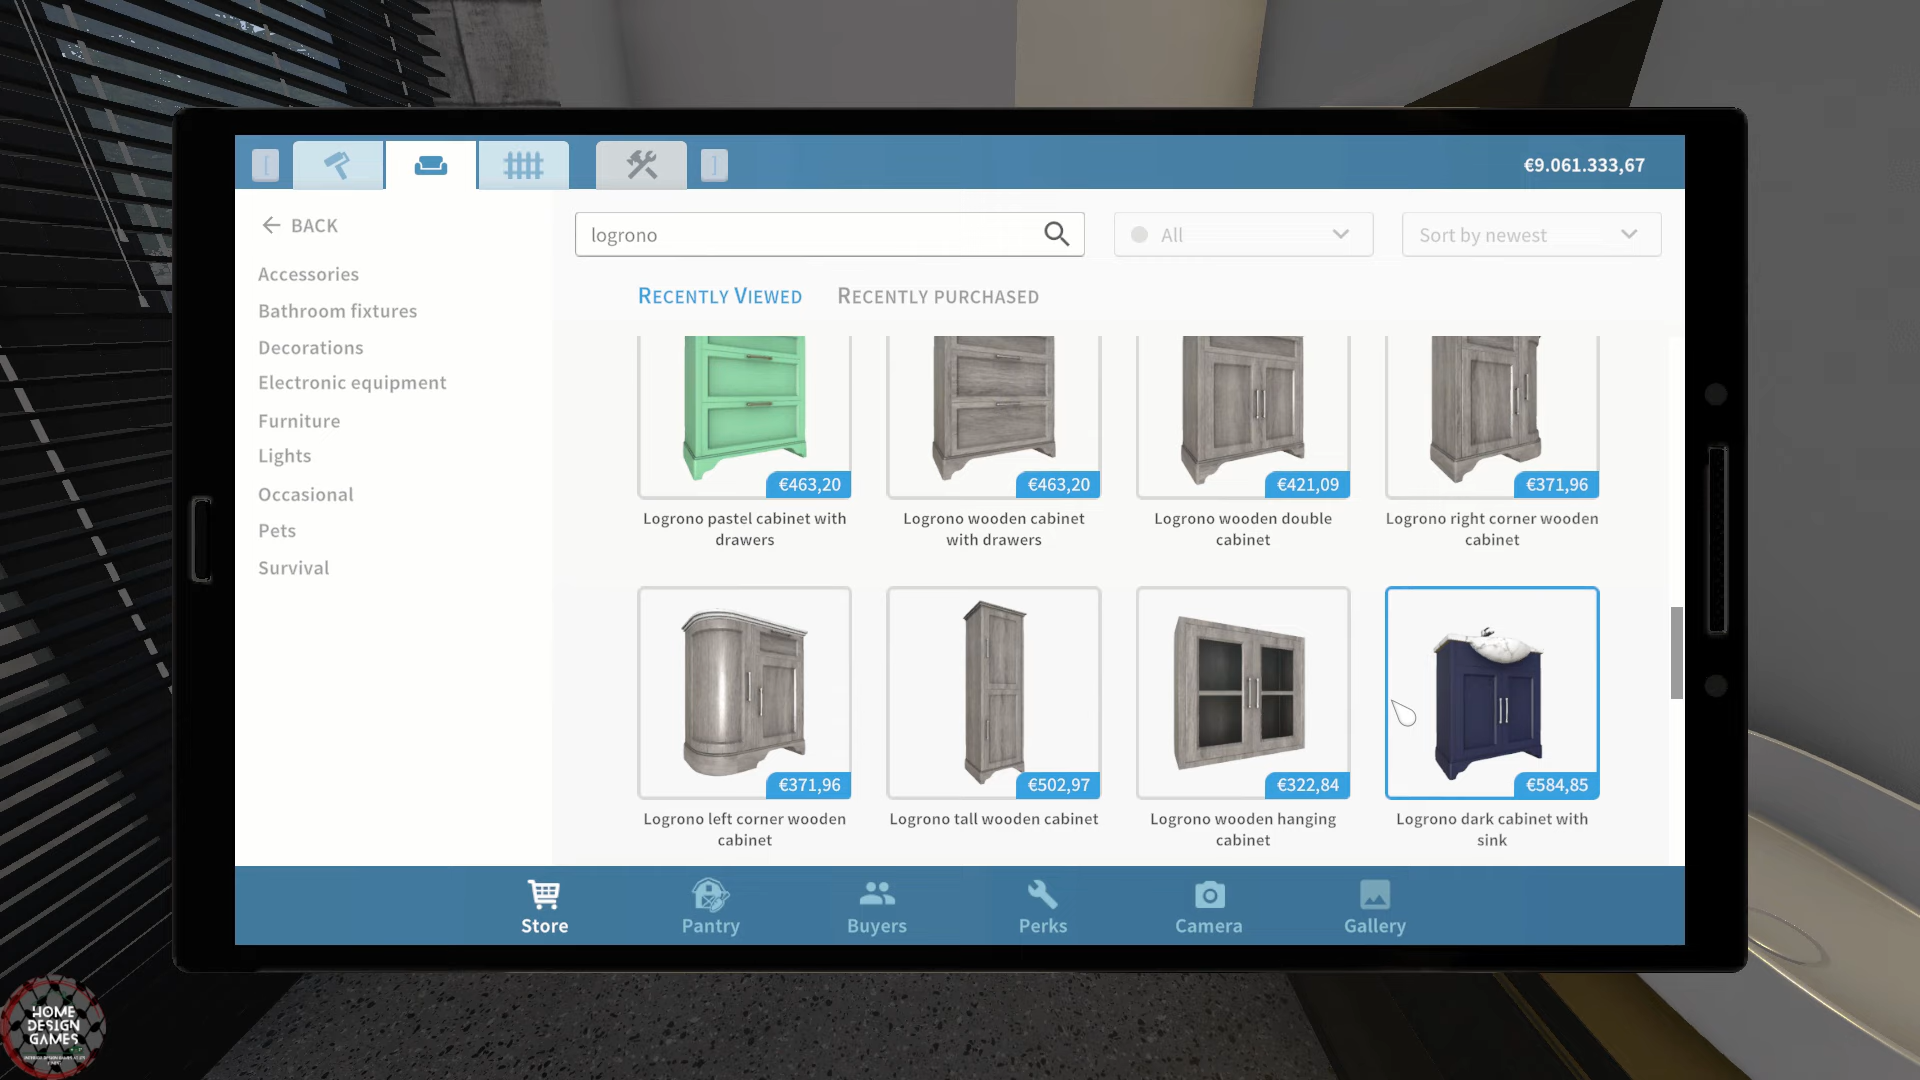 [
]
€9.061.333,67
BACK
logrono
All
Sort by newest
Accessories
Bathroom fixtures
Decorations
Electronic equipment
Furniture
Lights
Occasional
Pets
Survival
RECENTLY VIEWED
RECENTLY PURCHASED
€463,20
€463,20
€421,09
€371,96
Logrono pastel cabinet with
drawers
Logrono wooden cabinet
with drawers
Logrono wooden double
cabinet
Logrono right corner wooden
cabinet
€371,96
€502,97
€322,84
€584,85
Logrono left corner wooden
cabinet
Logrono tall wooden cabinet
Logrono wooden hanging
cabinet
Logrono dark cabinet with
sink
Store
Pantry
Buyers
Perks
Camera
Gallery
HOME
DESIGN
GAMES